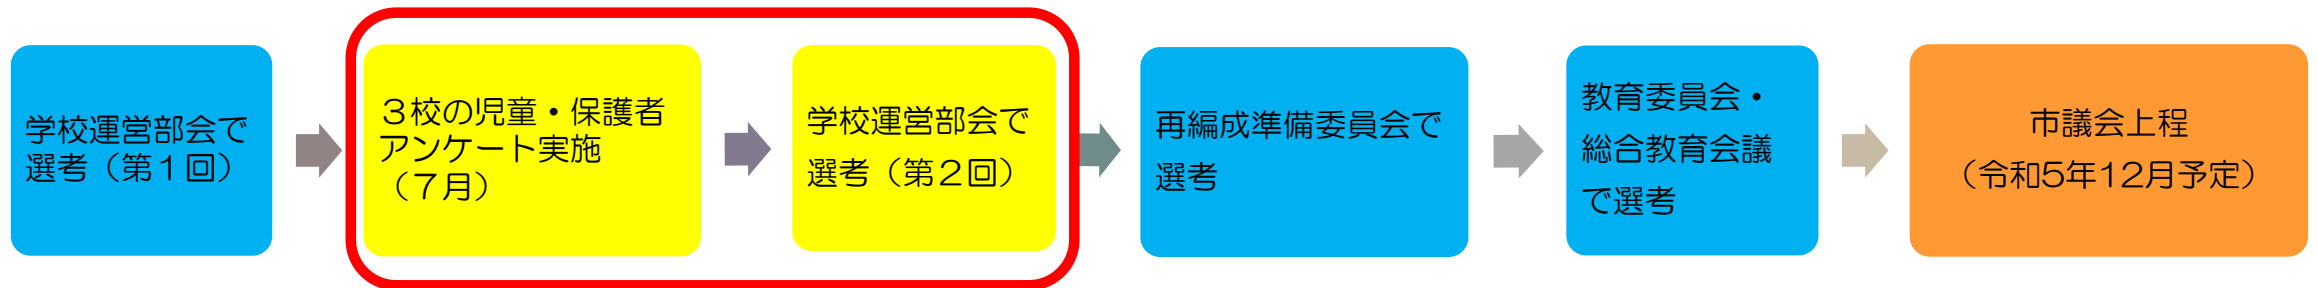 学校運営部会で
選考（第１回）
３校の児童・保護者
アンケート実施
（７月）
学校運営部会で
選考（第２回）
再編成準備委員会で
選考
教育委員会・
総合教育会議
で選考
市議会上程
（令和5年12月予定）